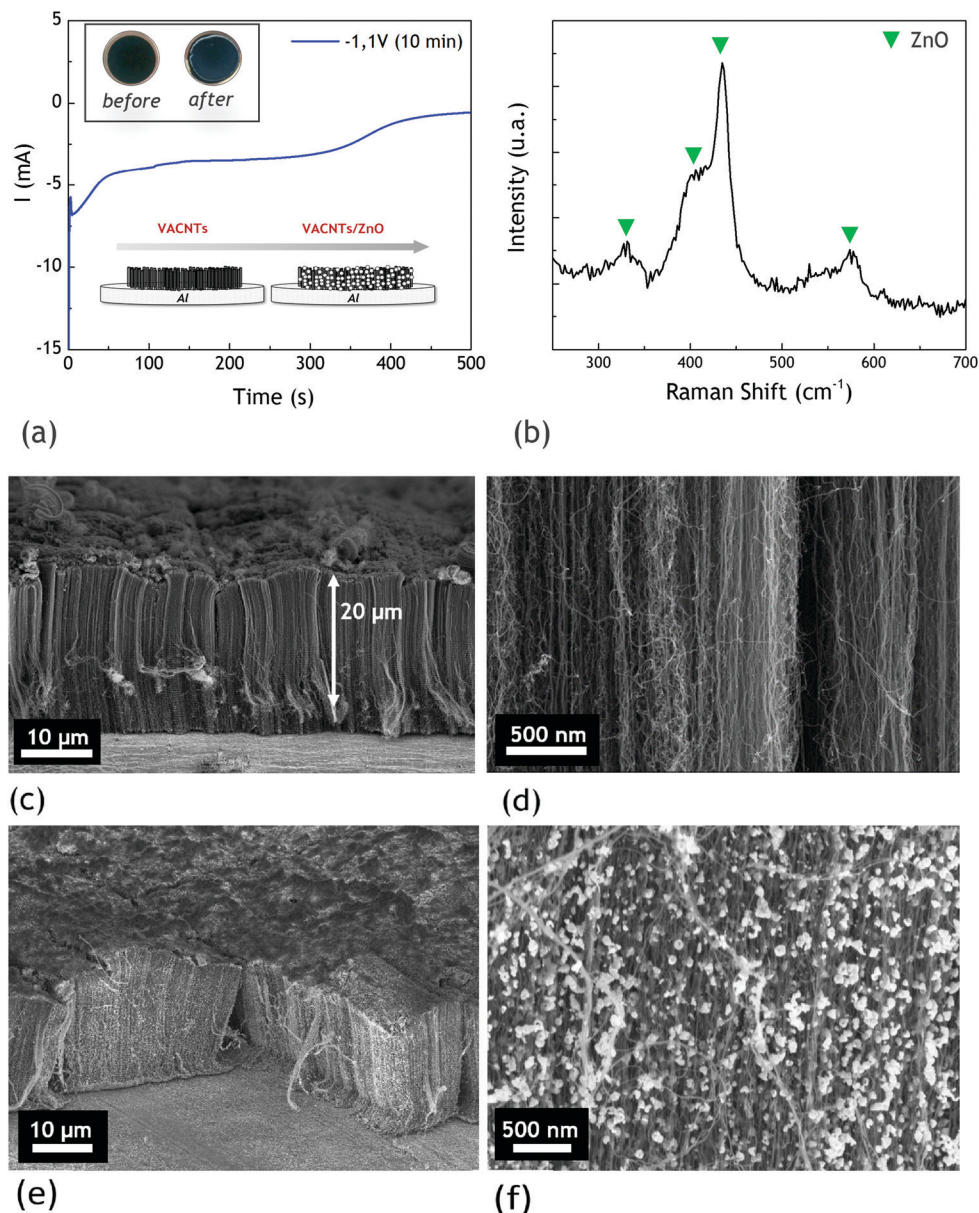 -1,1V (10 min)
before after
5
0
-5
-10
-15
I (mA)
VACNTs VACNTs/ZnO
Al Al
0 100 200 300 400 500
Time (s)
(a)
ZnO
Intensity (u.a.)
300 400 500 600 700
Raman Shift (cm⁻¹)
(b)
20 µm
10 µm
(c)
500 nm
(d)
10 µm
(e)
500 nm
(f)